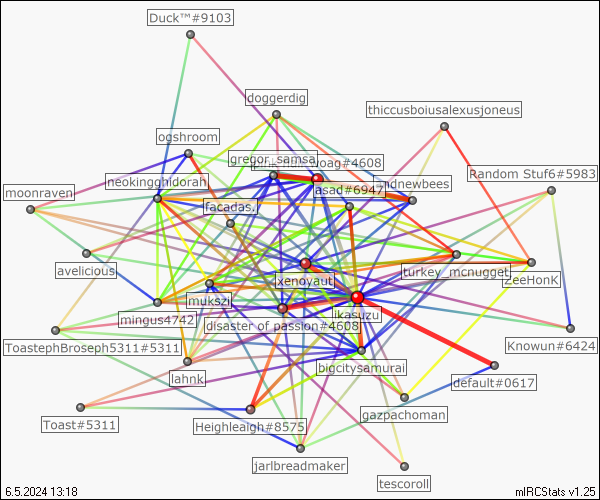 Duck™#9103
doggerdig
thiccusboiusalexusjoneus
ogshroom
gregor_samsa.
woag#4608
Random Stuf6#5983
neokingghidorah.
asad#6947
dnewbees
moonraven
facadas.
avelicious
xenoyaut
turkey_mcnugget
ZeeHonK
mukszi
ikasuzu
mingus4742
disaster of passion#4608
ToastephBroseph5311#5311
Knowun#6424
bigcitysamurai
lahnk
default#0617
gazpachoman
Toast#5311
Heighleaigh#8575
jarlbreadmaker
tescoroll
6.5.2024 13:18
mIRCStats v1.25